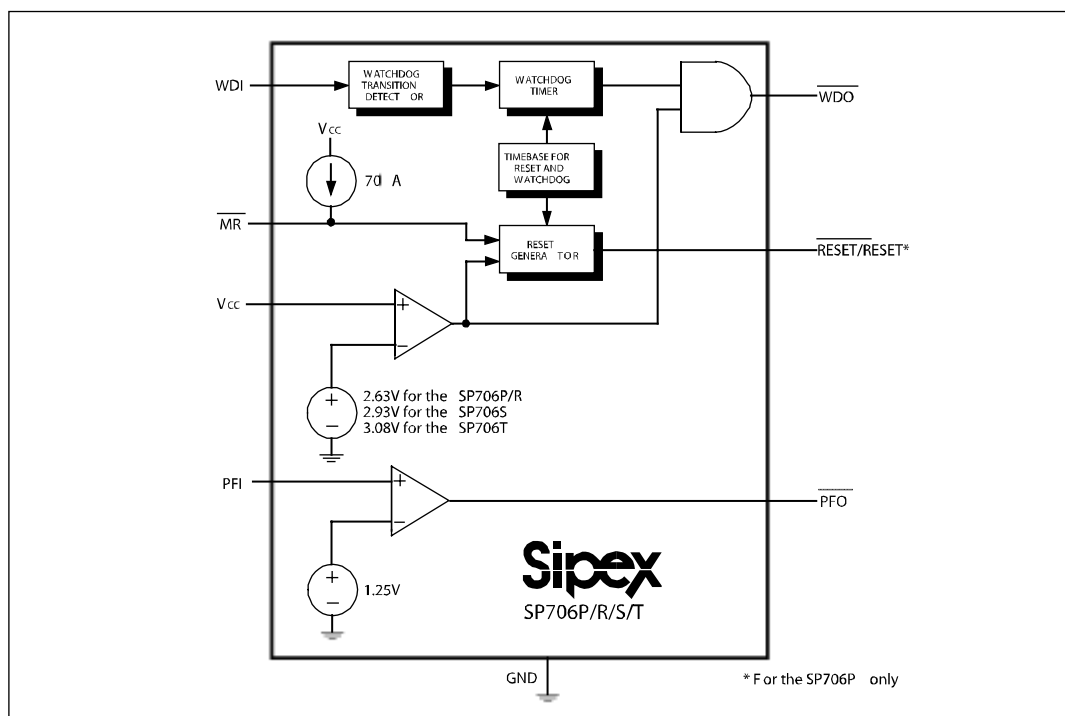 WDI
WATCHDOG
TRANSITION
DETECT OR
WATCHDOG
TIMER
WDO
VCC
70 A
TIMEBASE FOR
RESET AND
WATCHDOG
MR
RESET
GENERA TOR
RESET/RESET*
VCC
+
−
+
−
2.63V for the SP706P/R
2.93V for the SP706S
3.08V for the SP706T
PFI
+
−
PFO
+
−
1.25V
Sipex
SP706P/R/S/T
GND
* F or the SP706P only